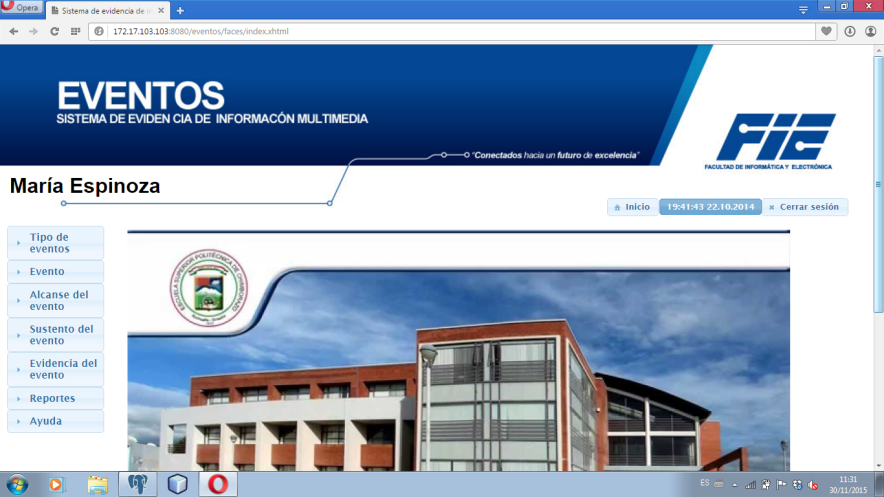 Opera
Sistema de evidencia de in
172.17.103.103:8080/eventos/faces/index.xhtml
EVENTOS
SISTEMA DE EVIDEN CIA DE INFORMACÓN MULTIMEDIA
"Conectados hacia un futuro de excelencia"
FIE
FACULTAD DE INFORMÁTICA Y ELECTRÓNICA
María Espinoza
Inicio
19:41:43 22.10.2014
Cerrar sesión
Tipo de
eventos
Evento
Alcanse del
evento
Sustento del
evento
Evidencia del
evento
Reportes
Ayuda
ESCUELA SUPERIOR POLITÉCNICA DE CHIMBORAZO
ES
11:31
30/11/2015